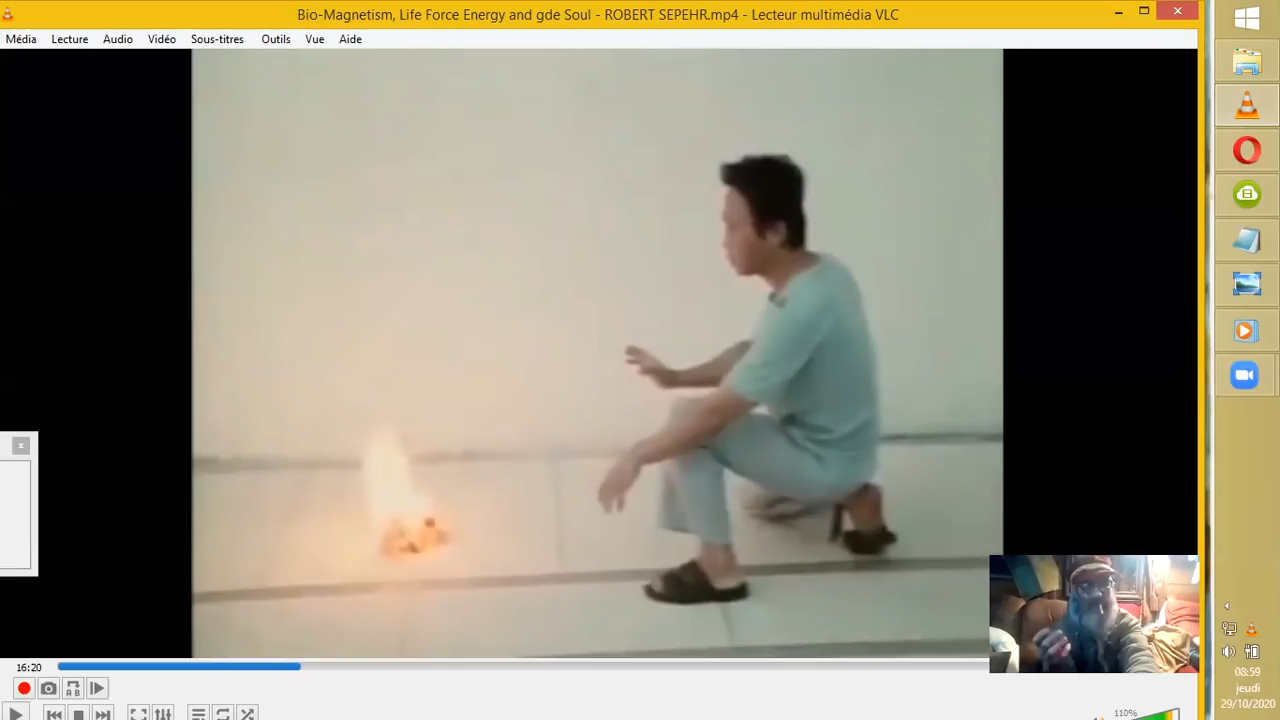 Bio-Magnetism, Life Force Energy and gde Soul - ROBERT SEPEHR.mp4 - Lecteur multimédia VLC
Média Lecture Audio Vidéo Sous-titres Outils Vue Aide
16:20
110%
08:59
jeudi
29/10/2020